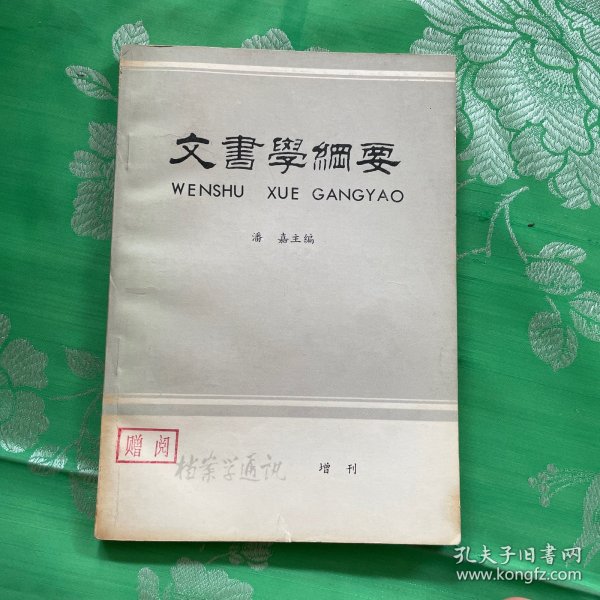 文書學綱要
WENSHU XUE GANGYAO
潘 嘉主编
赠阅
档案学通讯 增刊
孔夫子旧书网
www.kongfz.com